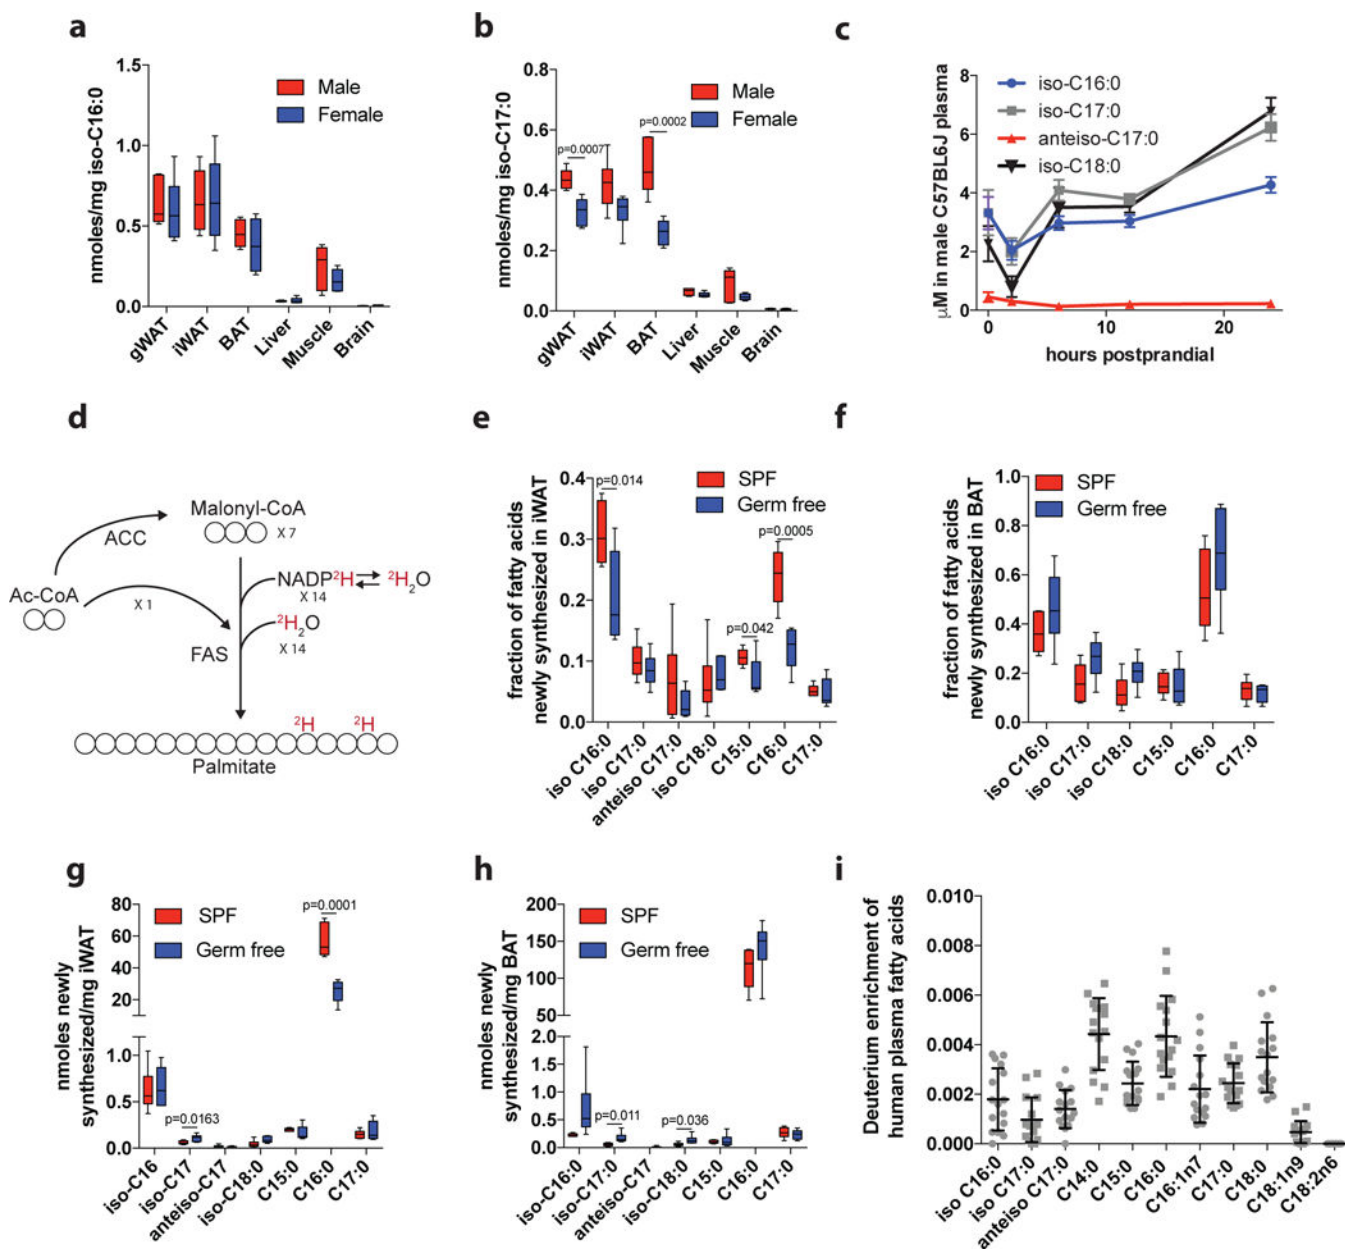 a
nmoles/mg iso-C16:0
1.5
1.0
0.5
0.0
Male
Female
gWAT
iWAT
BAT
Liver
Muscle
Brain
b
nmoles/mg iso-C17:0
0.8
0.6
0.4
0.2
0.0
Male
Female
p=0.0007
p=0.0002
gWAT
iWAT
BAT
Liver
Muscle
Brain
c
μM in male C57BL6J plasma
8
6
4
2
0
iso-C16:0
iso-C17:0
anteiso-C17:0
iso-C18:0
0
10
20
hours postprandial
d
Malonyl-CoA
X 7
ACC
Ac-CoA
X 1
NADP²H
²H₂O
X 14
²H₂O
X 14
FAS
²H
²H
Palmitate
e
fraction of fatty acids
newly synthesized in iWAT
0.4
0.3
0.2
0.1
0.0
SPF
Germ free
p=0.014
p=0.0005
p=0.042
iso C16:0
iso C17:0
anteiso C17:0
iso C18:0
C15:0
C16:0
C17:0
f
fraction of fatty acids
newly synthesized in BAT
1.0
0.8
0.6
0.4
0.2
0.0
SPF
Germ free
iso C16:0
iso C17:0
iso C18:0
C15:0
C16:0
C17:0
g
nmoles newly
synthesized/mg iWAT
80
60
40
20
1.0
0.5
0.0
SPF
Germ free
p=0.0001
p=0.0163
iso-C16
iso-C17
anteiso-C17
iso-C18:0
C15:0
C16:0
C17:0
h
nmoles newly
synthesized/mg BAT
200
150
100
50
2.0
1.5
1.0
0.5
0.0
SPF
Germ free
p=0.011
p=0.036
iso-C16:0
iso-C17:0
anteiso-C17
iso-C18:0
C15:0
C16:0
C17:0
i
Deuterium enrichment of
human plasma fatty acids
0.010
0.008
0.006
0.004
0.002
0.000
iso C16:0
iso C17:0
anteiso C17:0
C14:0
C15:0
C16:0
C16:1n7
C17:0
C18:0
C18:1n9
C18:2n6